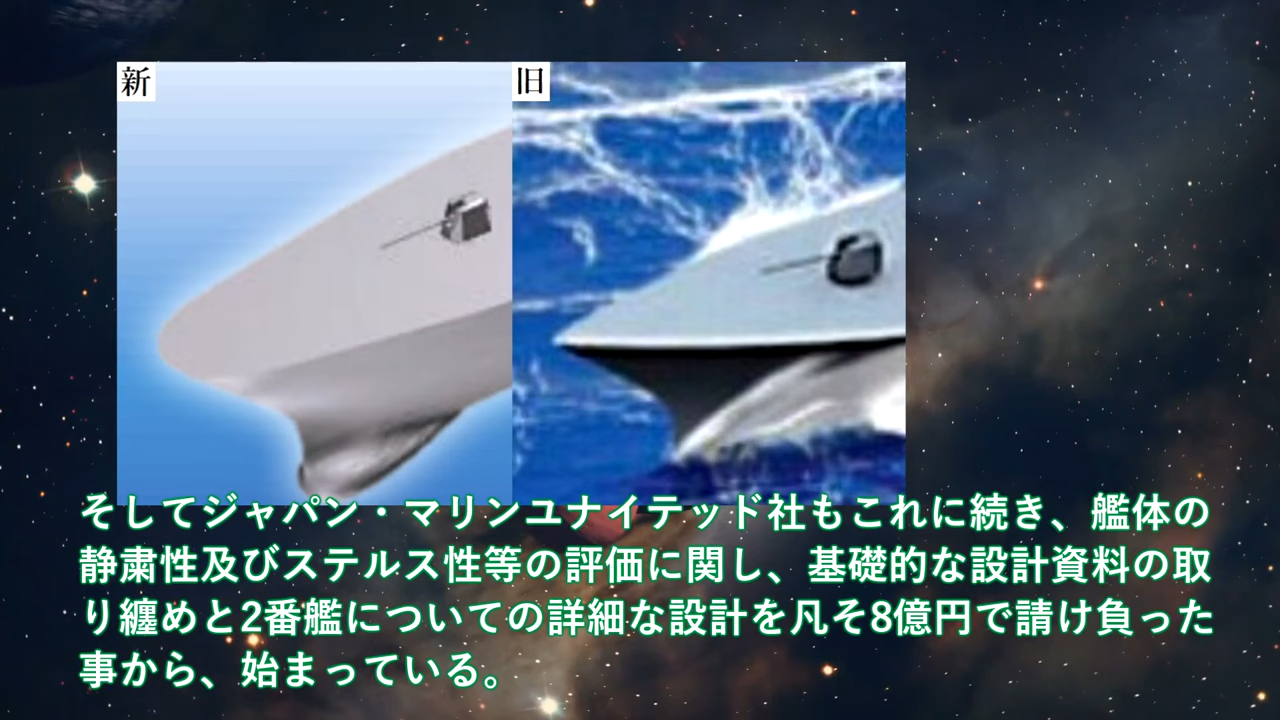 新
旧
そしてジャパン・マリンユナイテッド社もこれに続き、艦体の
静粛性及びステルス性等の評価に関し、基礎的な設計資料の取
り纏めと2番艦についての詳細な設計を凡そ8億円で請け負った
事から、始まっている。